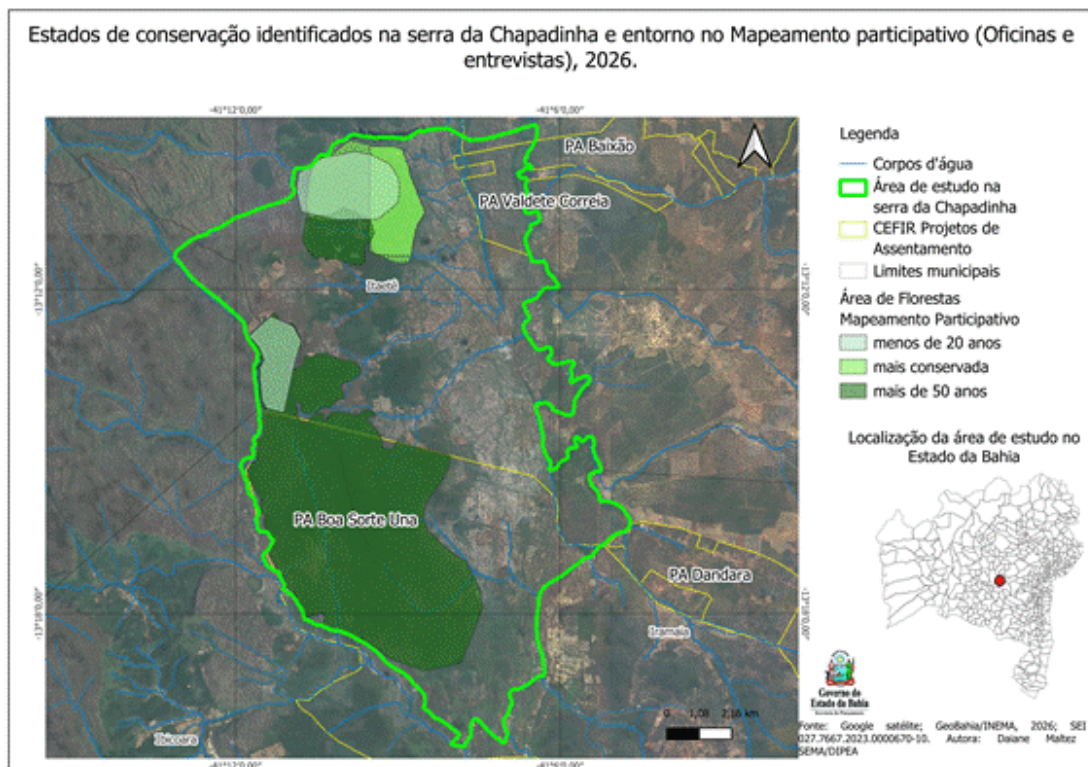 Estados de conservação identificados na serra da Chapadinha e entorno no Mapeamento participativo (Oficinas e
entrevistas), 2026.
-41°12'0,00"
-41°6'0,00"
PA Baixão
PA Valdete Correia
-13°12'0,00"
-13°12'0,00"
Itaetê
PA Boa Sorte Una
PA Dandara
-13°18'0,00"
-13°18'0,00"
Iramaia
Ibicoara
0 1,08 2,16 km
-41°12'0,00"
-41°6'0,00"
Legenda
Corpos d'água
Área de estudo na
serra da Chapadinha
CEFIR Projetos de
Assentamento
Limites municipais
Área de Florestas
Mapeamento Participativo
menos de 20 anos
mais conservada
mais de 50 anos
Localização da área de estudo no
Estado da Bahia
Governo do
Estado da Bahia
Fonte: Google satélite; GeoBahia/INEMA, 2026; SEI
027.7667.2023.0000670-10. Autora: Daiane Maltez
SEMA/DIPEA